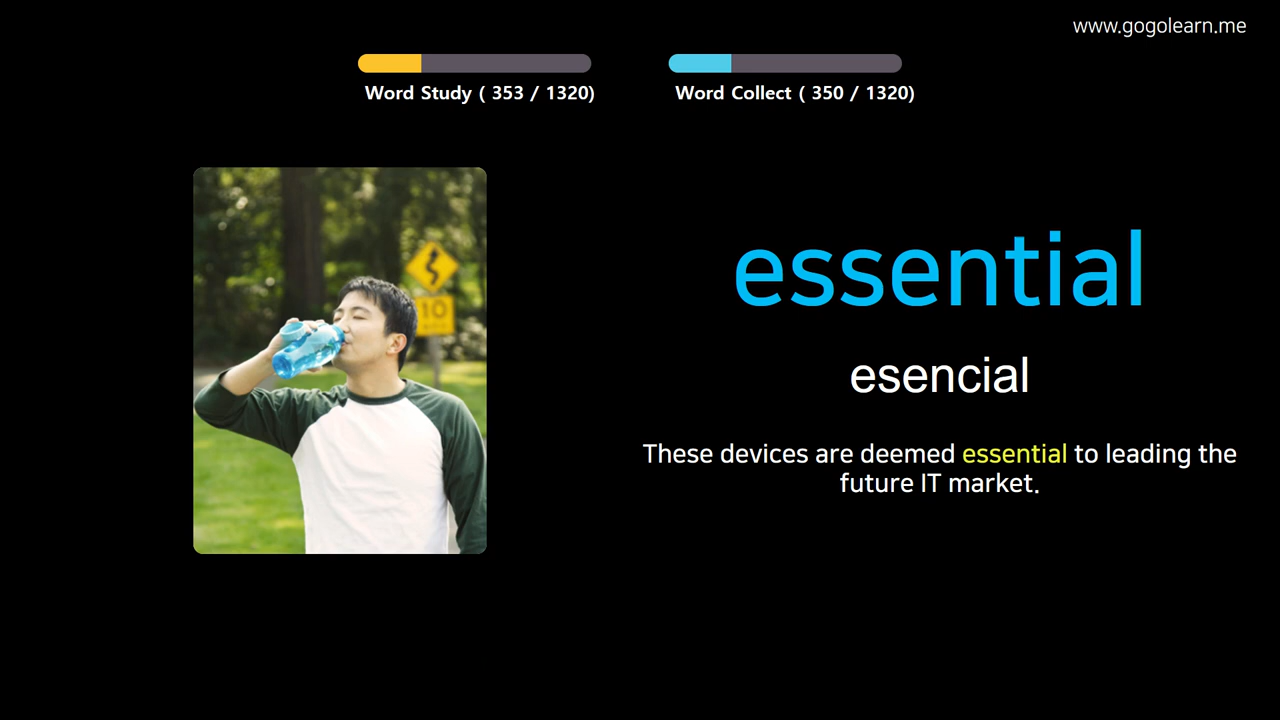 www.gogolearn.me
Word Study ( 353 / 1320)
Word Collect ( 350 / 1320)
10
essential
esencial
These devices are deemed essential to leading the
future IT market.